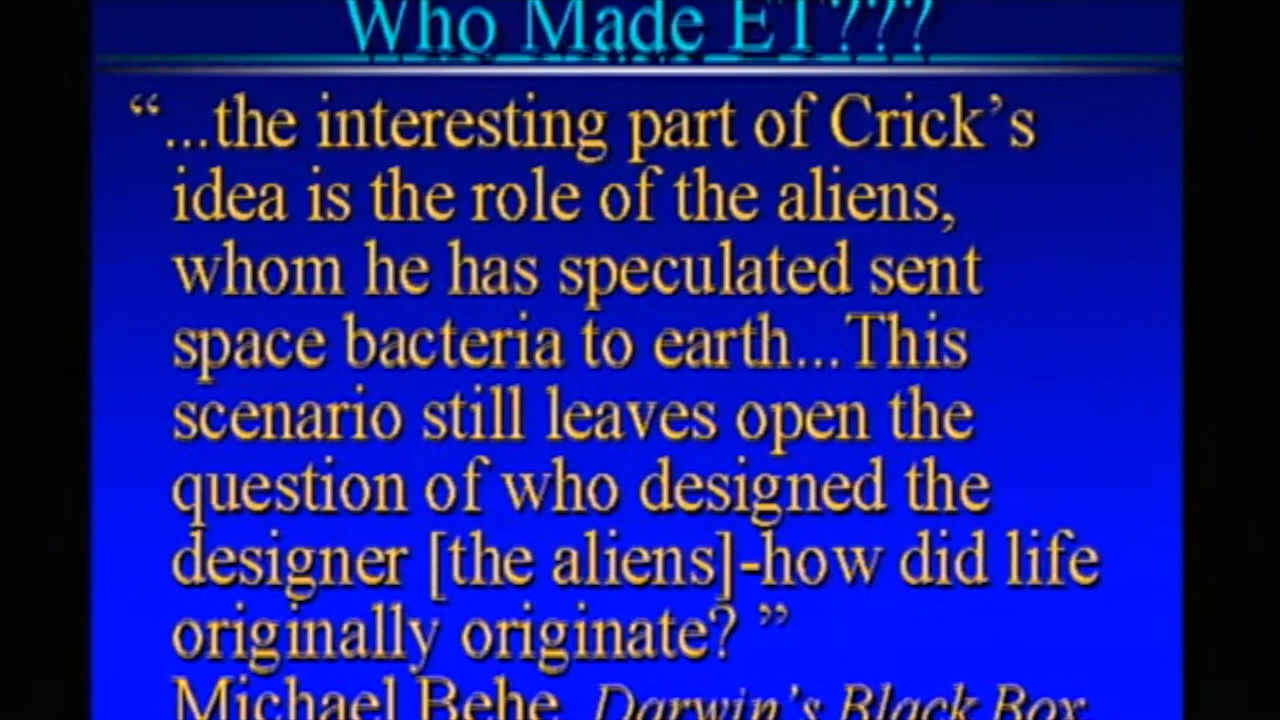 Who Made ET???
“...the interesting part of Crick’s
idea is the role of the aliens,
whom he has speculated sent
space bacteria to earth...This
scenario still leaves open the
question of who designed the
designer [the aliens]-how did life
originally originate? ”
Michael Behe, Darwin’s Black Box